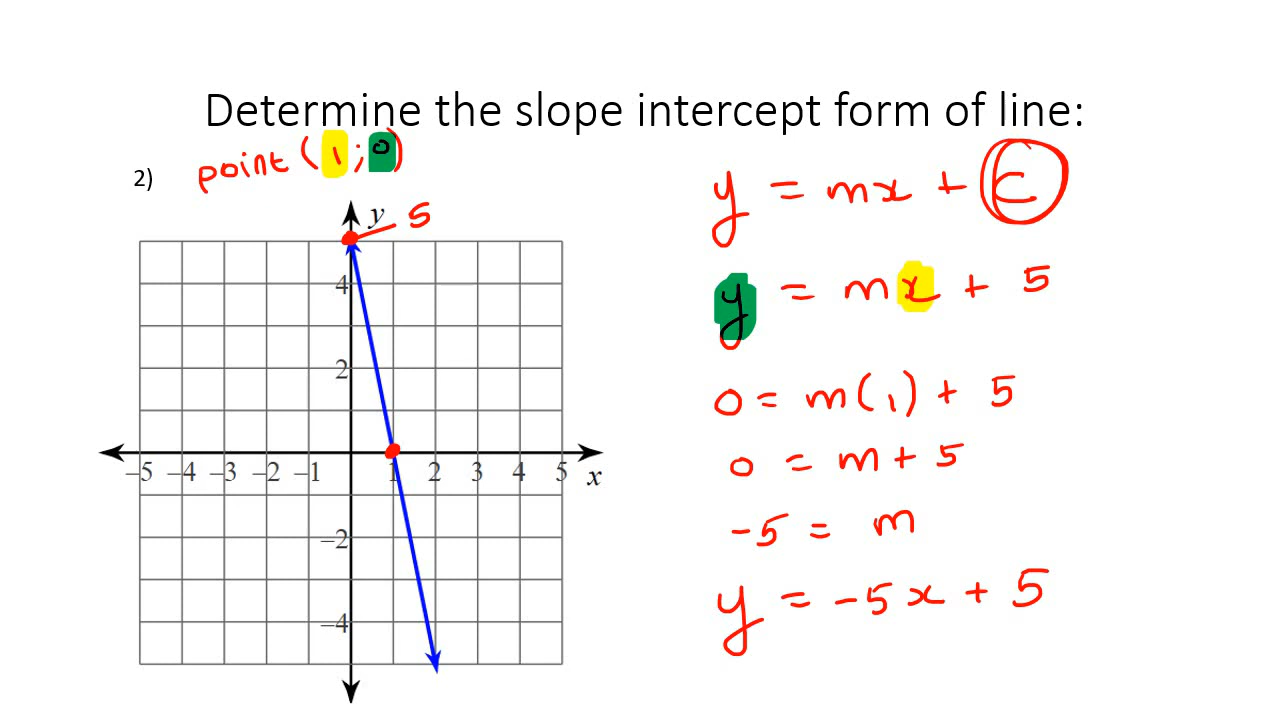 Determine the slope intercept form of line:
2)
point (1;0)
y
5
4
2
-5 -4 -3 -2 -1 1 2 3 4 5 x
-2
-4
y = mx + c
y = mx + 5
0 = m(1) + 5
0 = m + 5
-5 = m
y = -5x + 5